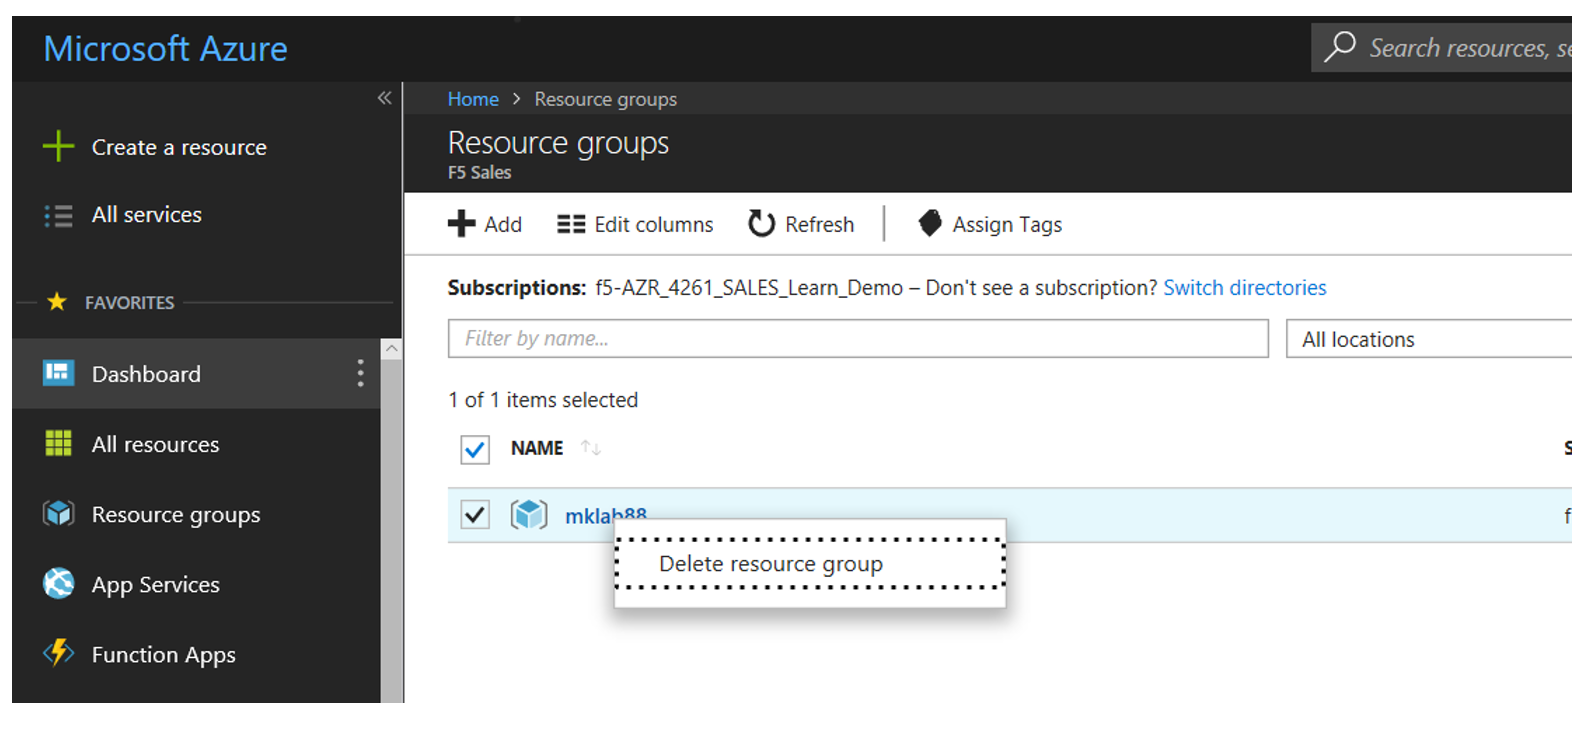 Microsoft Azure
Search resources, se
Create a resource
All services
FAVORITES
Dashboard
All resources
Resource groups
App Services
Function Apps
Home > Resource groups
Resource groups
F5 Sales
Add Edit columns Refresh Assign Tags
Subscriptions: f5-AZR_4261_SALES_Learn_Demo – Don't see a subscription? Switch directories
Filter by name... All locations
1 of 1 items selected
NAME S
mklab88 f
Delete resource group